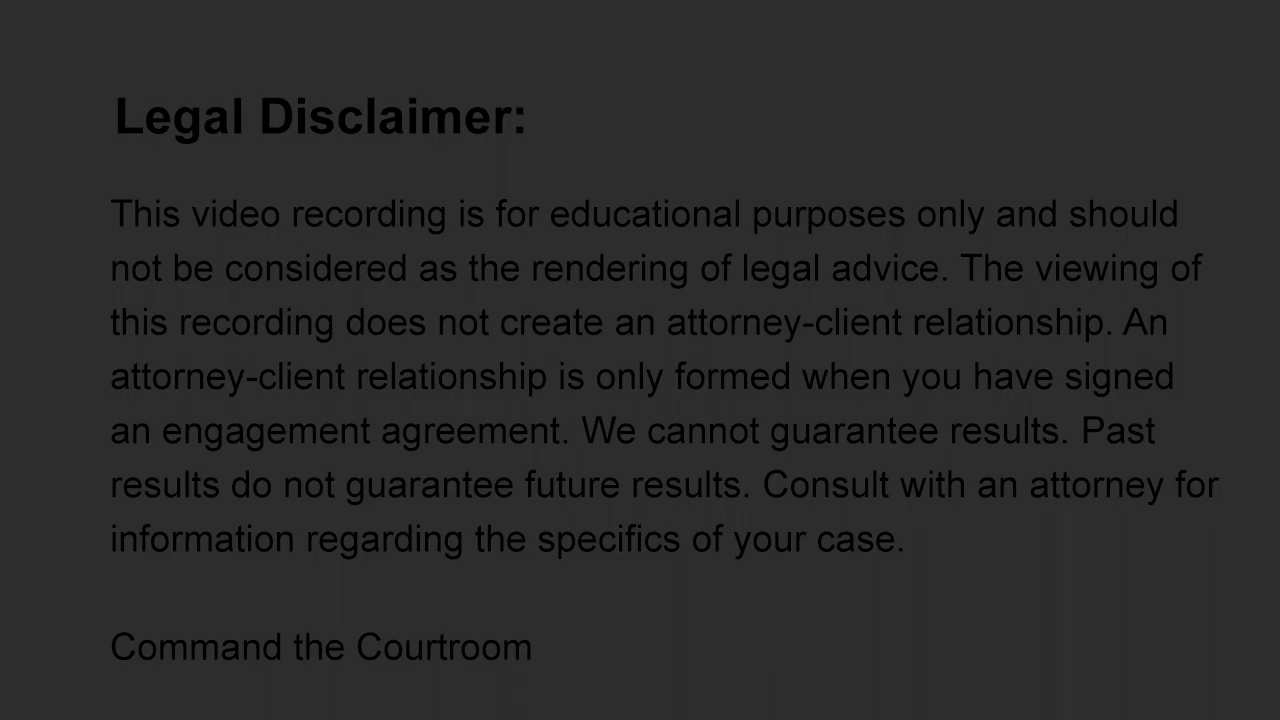 Legal Disclaimer:
This video recording is for educational purposes only and should
not be considered as the rendering of legal advice. The viewing of
this recording does not create an attorney-client relationship. An
attorney-client relationship is only formed when you have signed
an engagement agreement. We cannot guarantee results. Past
results do not guarantee future results. Consult with an attorney for
information regarding the specifics of your case.
Command the Courtroom